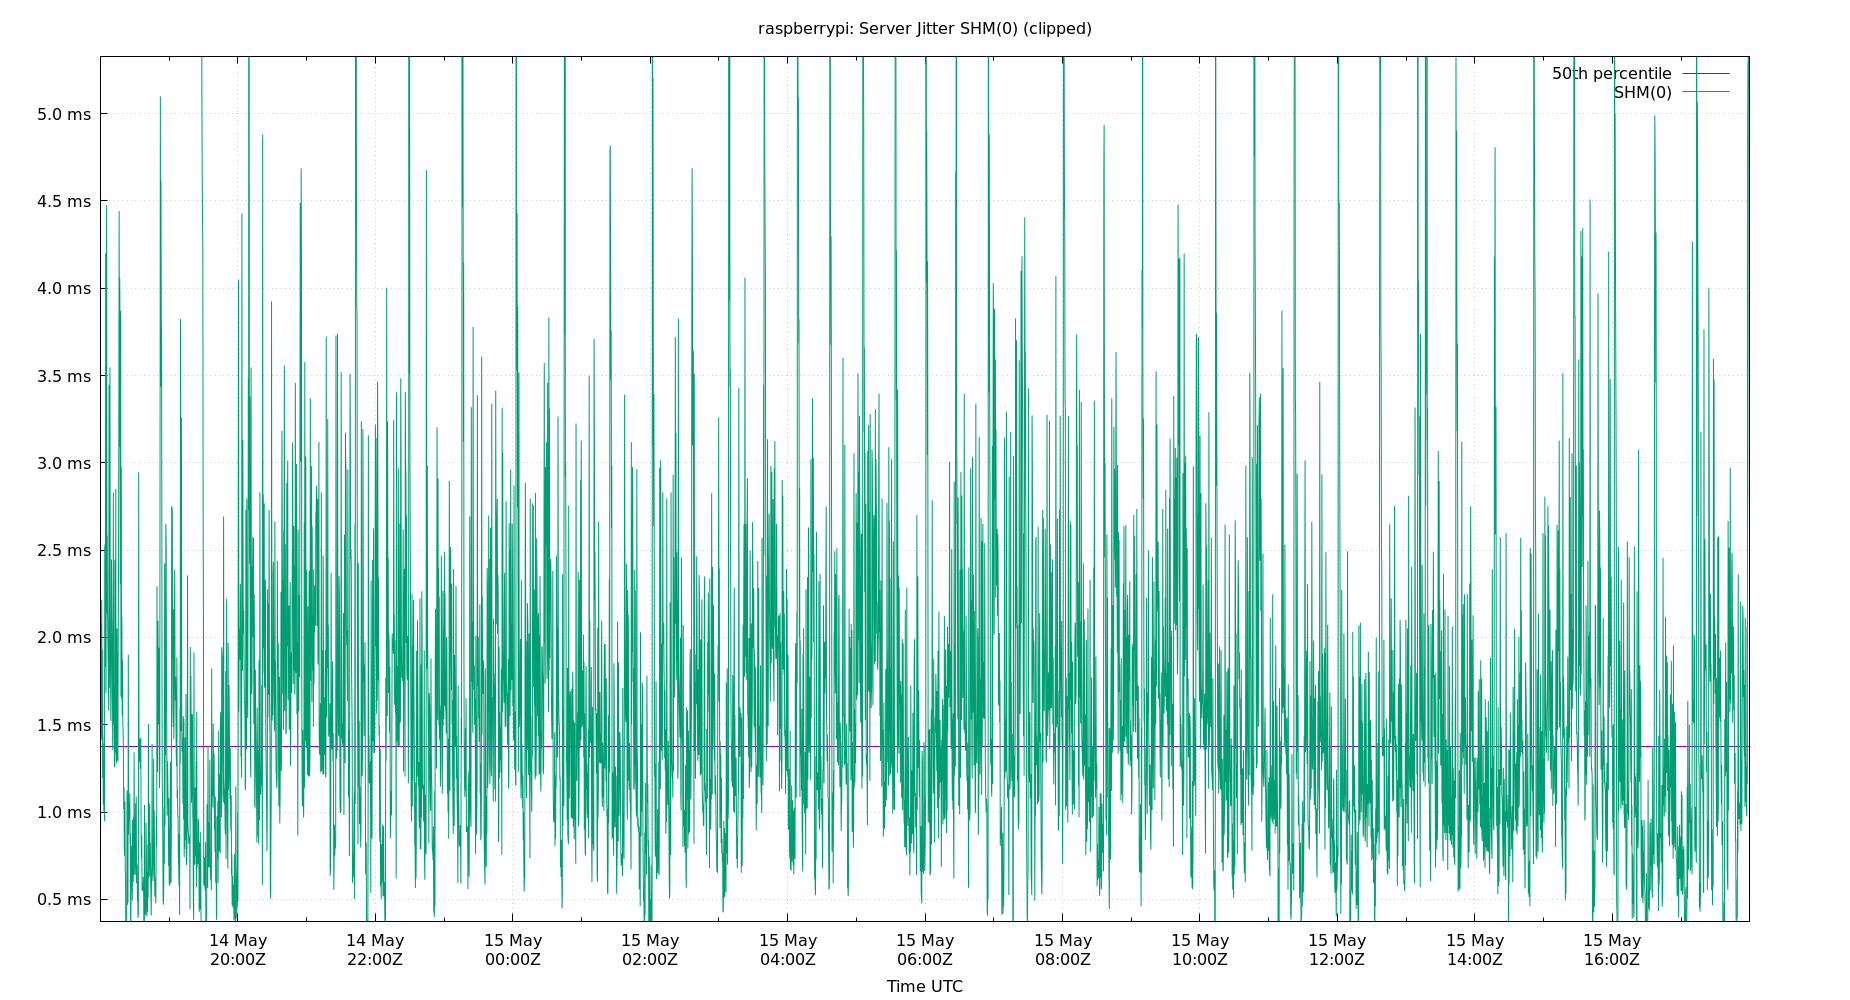 raspberrypi: Server Jitter SHM(0) (clipped)
50th percentile
SHM(0)
5.0 ms
4.5 ms
4.0 ms
3.5 ms
3.0 ms
2.5 ms
2.0 ms
1.5 ms
1.0 ms
0.5 ms
14 May 14 May 15 May 15 May 15 May 15 May 15 May 15 May 15 May 15 May 15 May
20:00Z 22:00Z 00:00Z 02:00Z 04:00Z 06:00Z 08:00Z 10:00Z 12:00Z 14:00Z 16:00Z
Time UTC